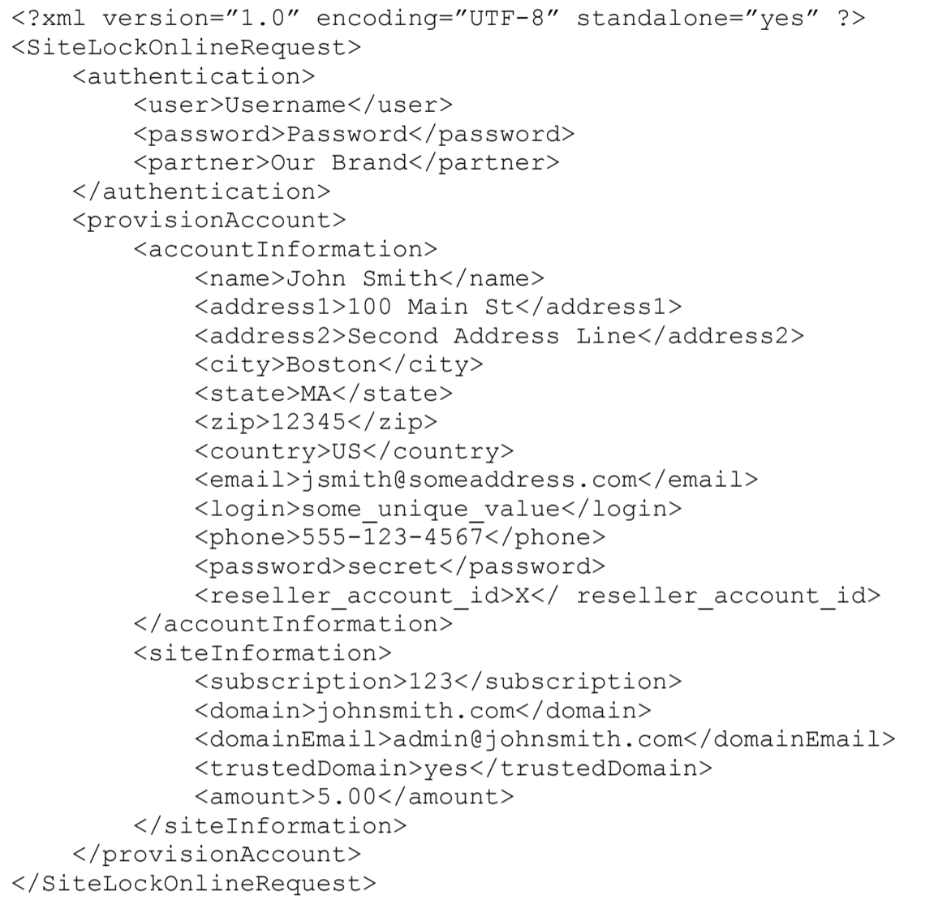 <?xml version=”1.0” encoding=”UTF-8” standalone=”yes” ?>
<SiteLockOnlineRequest>
    <authentication>
        <user>Username</user>
        <password>Password</password>
        <partner>Our Brand</partner>
    </authentication>
    <provisionAccount>
        <accountInformation>
            <name>John Smith</name>
            <address1>100 Main St</address1>
            <address2>Second Address Line</address2>
            <city>Boston</city>
            <state>MA</state>
            <zip>12345</zip>
            <country>US</country>
            <email>jsmith@someaddress.com</email>
            <login>some_unique_value</login>
            <phone>555-123-4567</phone>
            <password>secret</password>
            <reseller_account_id>X</ reseller_account_id>
        </accountInformation>
        <siteInformation>
            <subscription>123</subscription>
            <domain>johnsmith.com</domain>
            <domainEmail>admin@johnsmith.com</domainEmail>
            <trustedDomain>yes</trustedDomain>
            <amount>5.00</amount>
        </siteInformation>
    </provisionAccount>
</SiteLockOnlineRequest>